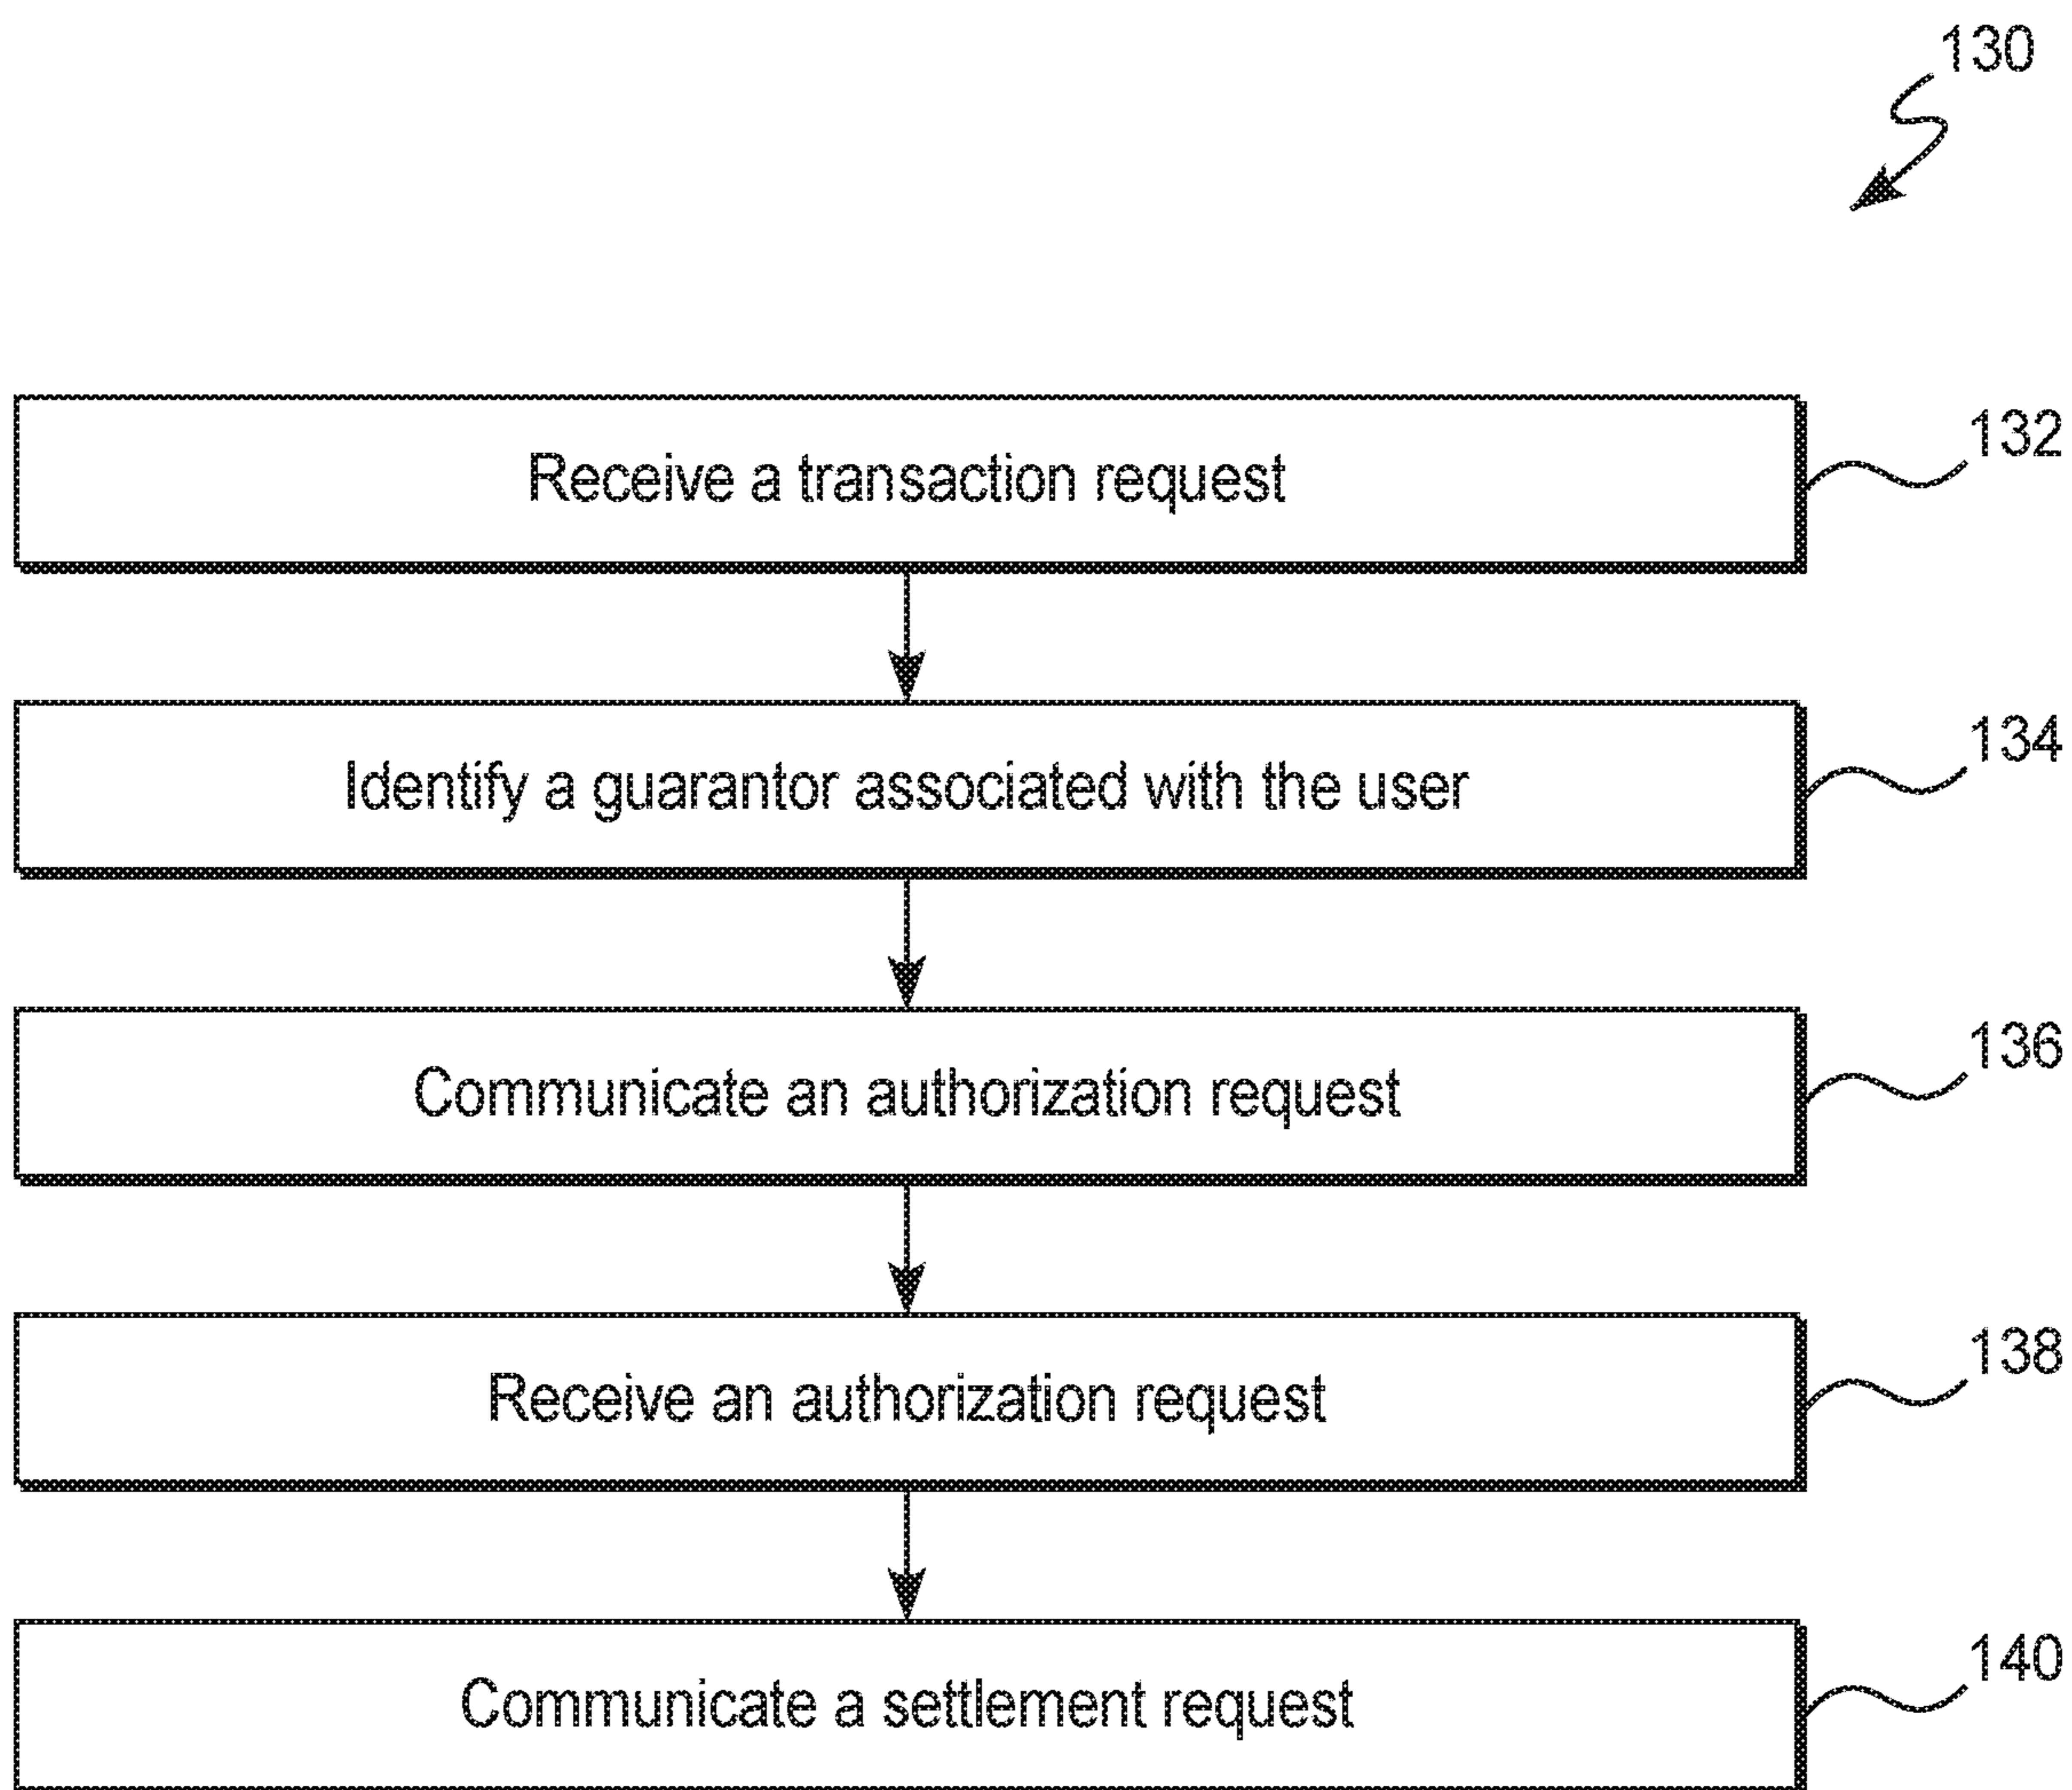 130
Receive a transaction request
132
Identify a guarantor associated with the user
134
Communicate an authorization request
136
Receive an authorization request
138
Communicate a settlement request
140